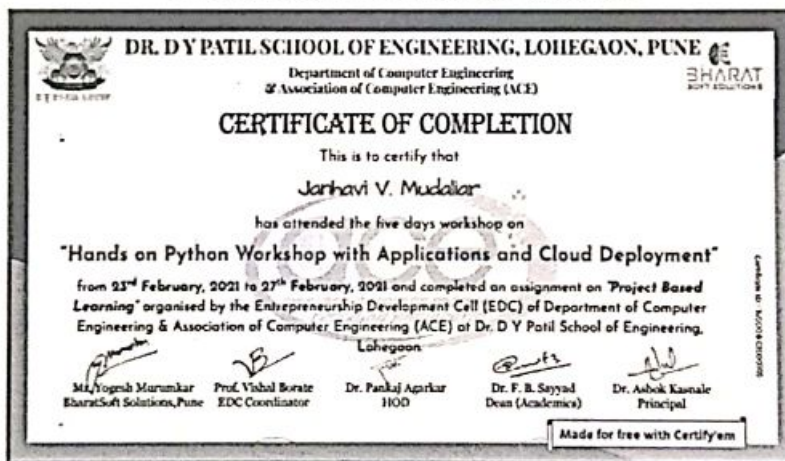 DR. D Y PATIL SCHOOL OF ENGINEERING, LOHEGAON, PUNE
Department of Computer Engineering
& Association of Computer Engineering (ACE)
BHARAT
SOFT SOLUTIONS
CERTIFICATE OF COMPLETION
This is to certify that
Janhavi V. Mudaliar
has attended the five days workshop on
"Hands on Python Workshop with Applications and Cloud Deployment"
from 23rd February, 2021 to 27th February, 2021 and completed an assignment on "Project Based
Learning" organised by the Entrepreneurship Development Cell (EDC) of Department of Computer
Engineering & Association of Computer Engineering (ACE) at Dr. D Y Patil School of Engineering,
Lohegaon
ace
Mr. Yogesh Murumkar
BharatSoft Solutions, Pune
Prof. Vishal Borate
EDC Coordinator
Dr. Pankaj Agarkar
HOD
Dr. F. B. Sayyad
Dean (Academics)
Dr. Ashok Kasnale
Principal
Made for free with Certify'em